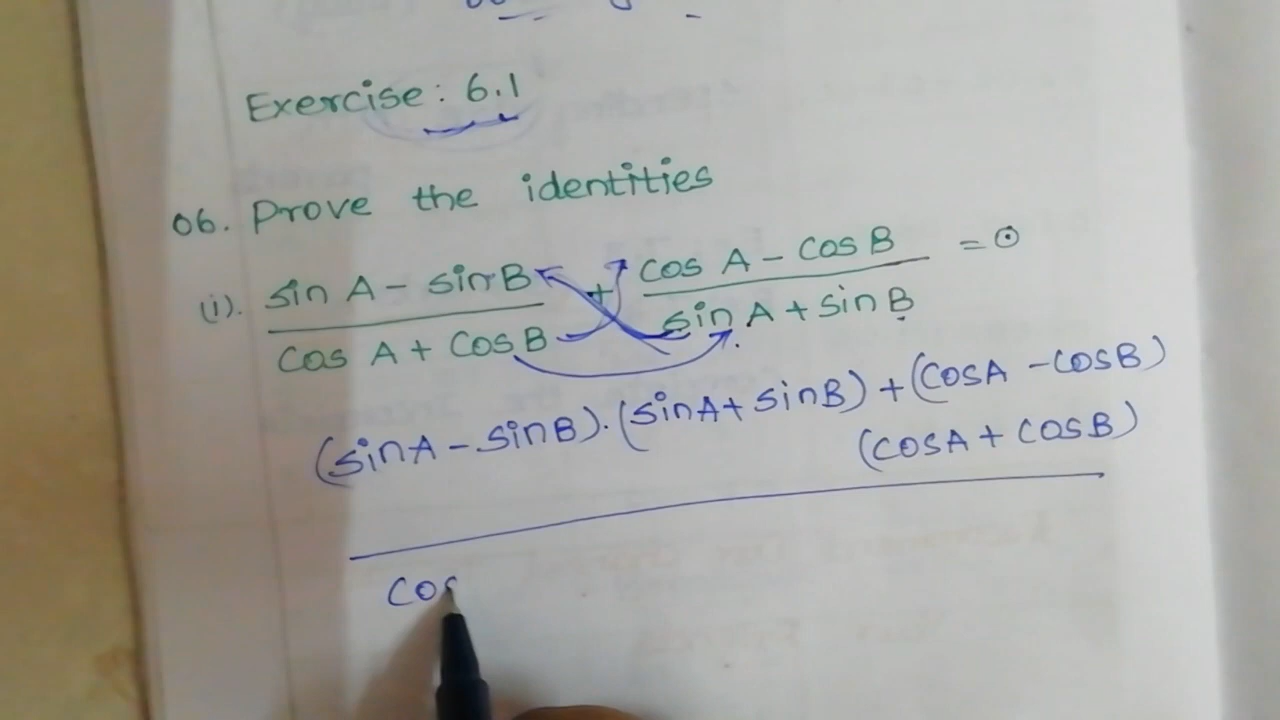 Exercise: 6.1
06. Prove the identities
(i). sin A - sin B / cos A + cos B + cos A - cos B / sin A + sin B = 0
(sinA - sinB).(sinA + sinB) + (cosA - cosB)
(cosA + cosB)
cos